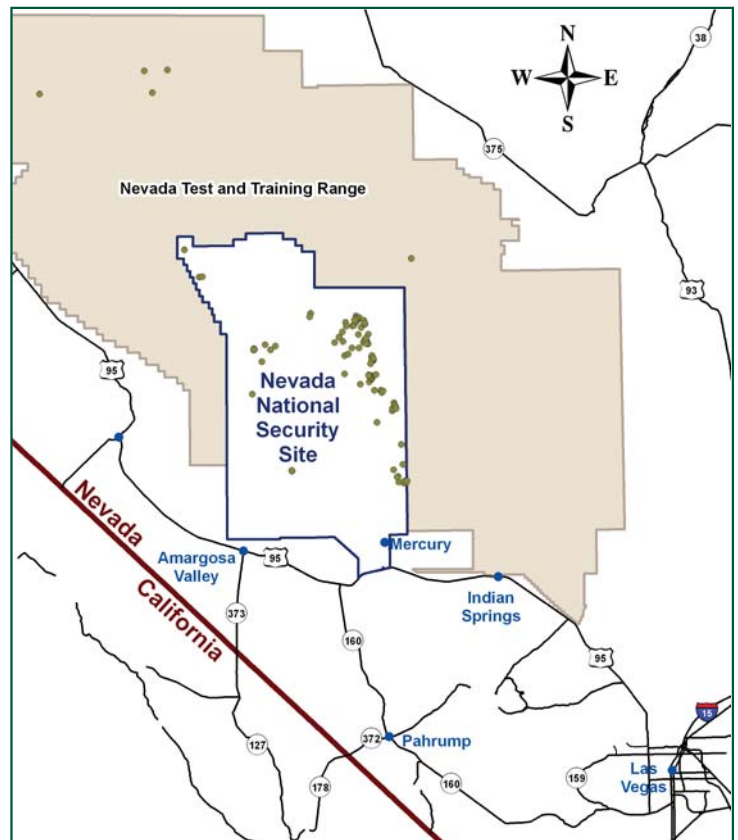 N
38
W
E
S
375
Nevada Test and Training Range
93
95
Nevada
National
Security
Site
Nevada
California
Mercury
Amargosa
Valley
95
Indian
Springs
373
160
95
15
372
Pahrump
127
178
160
159
Las
Vegas